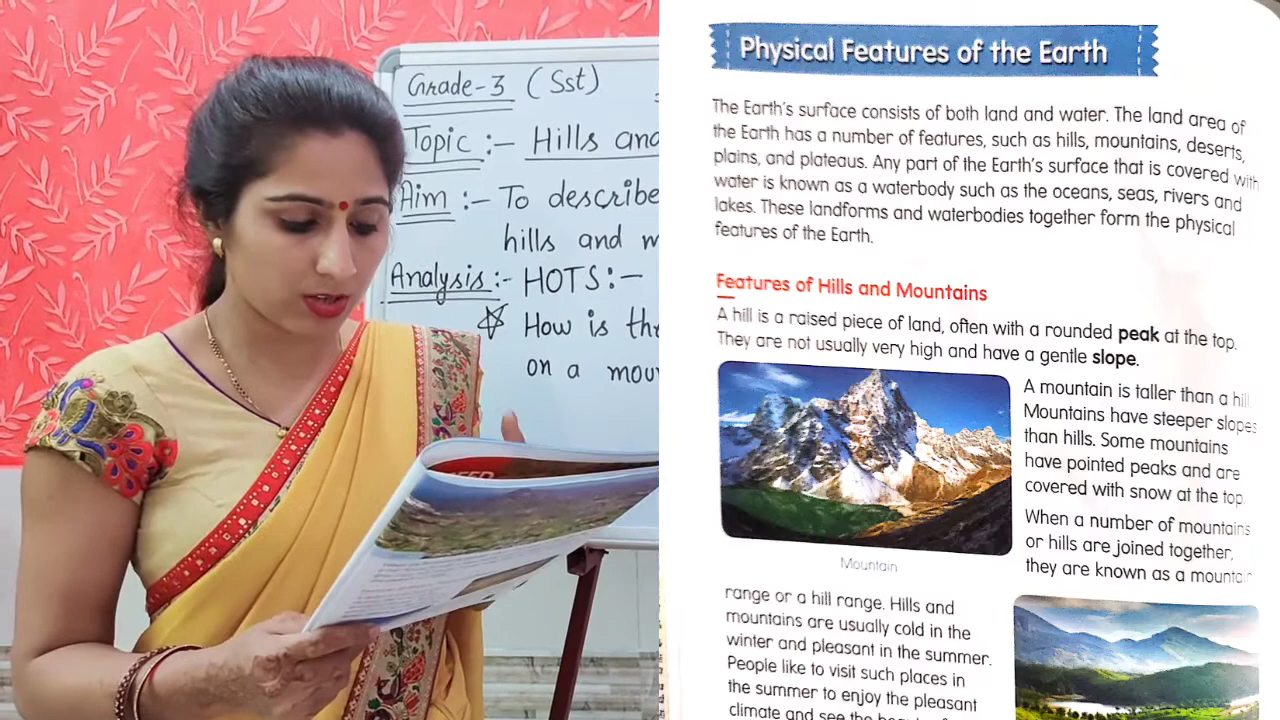 Grade-3 (Sst)
Topic :- Hills and
Aim :- To describe
hills and m
Analysis :- HOTS :-
How is the
on a mou
Physical Features of the Earth
The Earth's surface consists of both land and water. The land area of
the Earth has a number of features, such as hills, mountains, deserts,
plains, and plateaus. Any part of the Earth's surface that is covered with
water is known as a waterbody such as the oceans, seas, rivers and
lakes. These landforms and waterbodies together form the physical
features of the Earth.
Features of Hills and Mountains
A hill is a raised piece of land, often with a rounded peak at the top.
They are not usually very high and have a gentle slope.
A mountain is taller than a hill.
Mountains have steeper slopes
than hills. Some mountains
have pointed peaks and are
covered with snow at the top
When a number of mountains
or hills are joined together,
they are known as a mountain
Mountain
range or a hill range. Hills and
mountains are usually cold in the
winter and pleasant in the summer.
People like to visit such places in
the summer to enjoy the pleasant
climate and see the